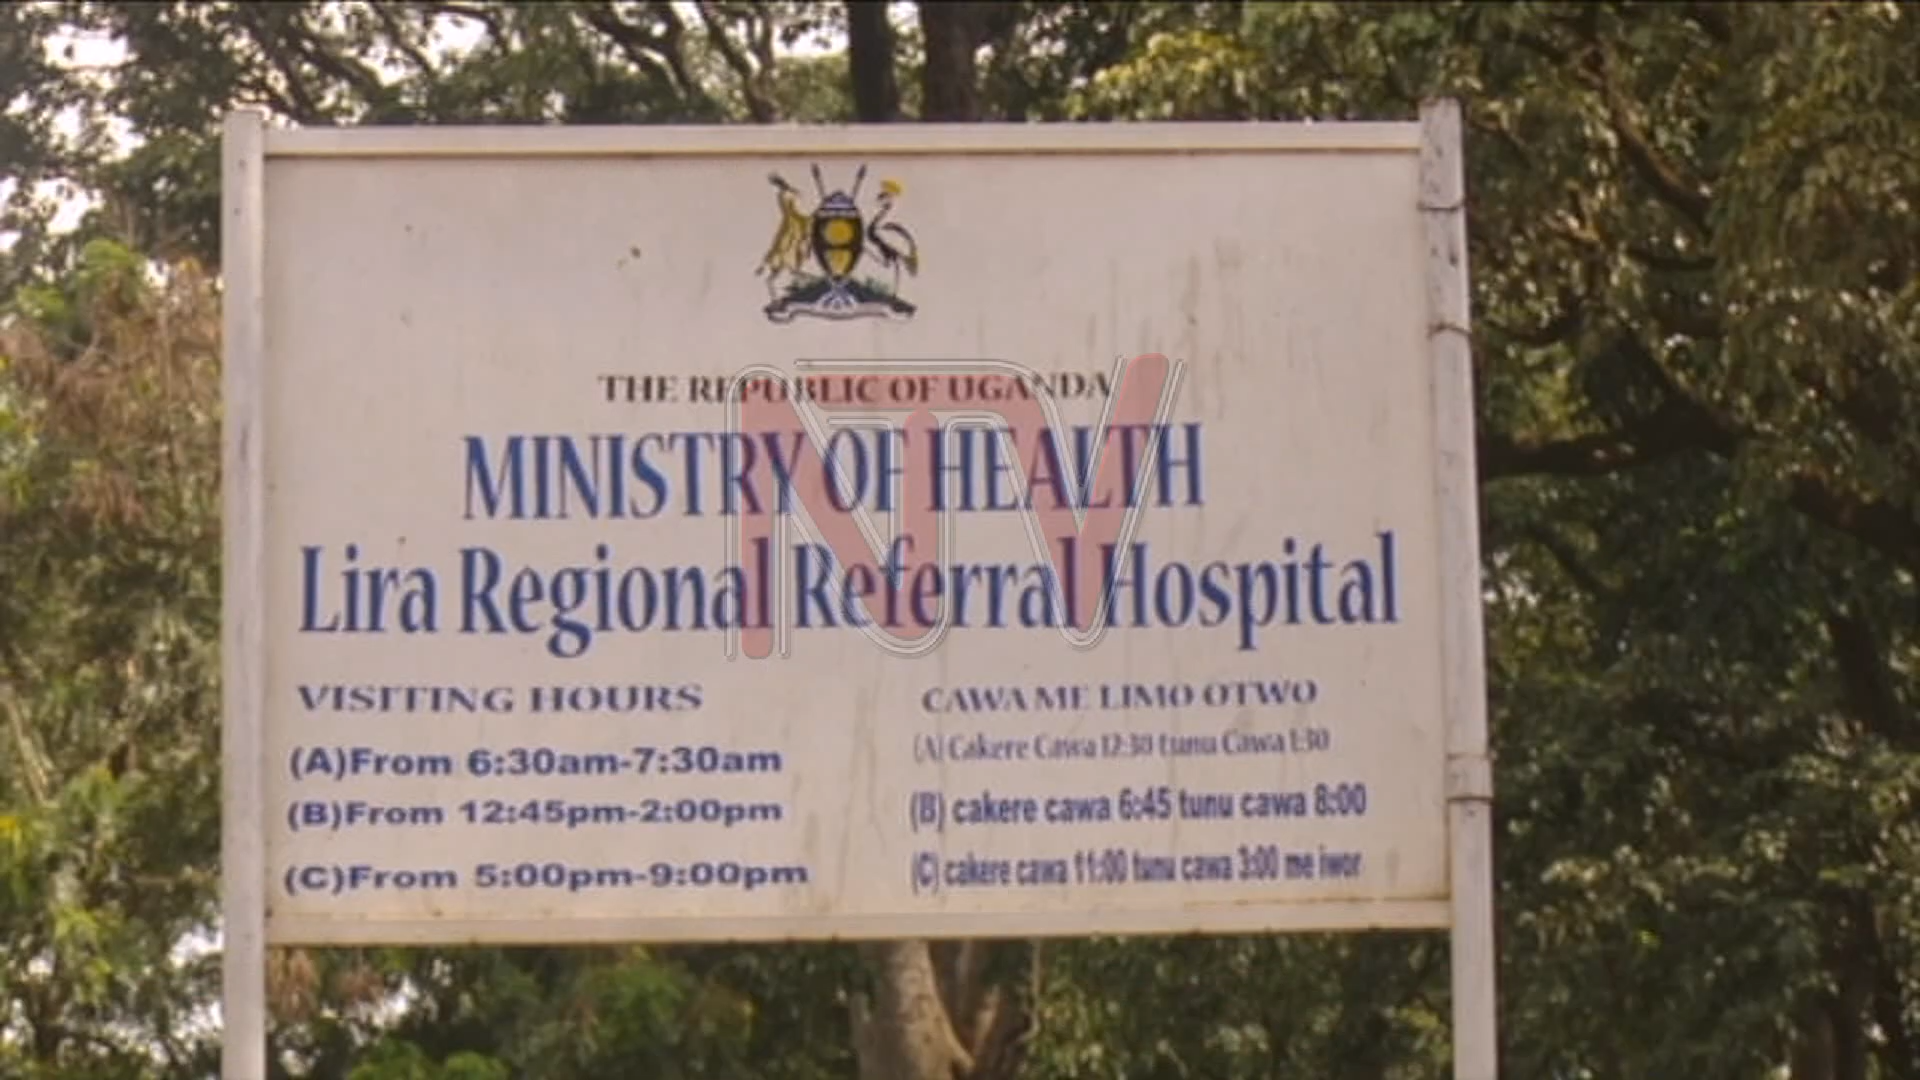 THE REPUBLIC OF UGANDA
MINISTRY OF HEALTH
Lira Regional Referral Hospital
VISITING HOURS
(A)From 6:30am-7:30am
(B)From 12:45pm-2:00pm
(C)From 5:00pm-9:00pm
CAWA ME LIMO OTWO
(A) Cakere Cawa 12:30 tunu Cawa 1:30
(B) cakere cawa 6:45 tunu cawa 8:00
(C) cakere cawa 11:00 tunu cawa 3:00 me iwor
NTV